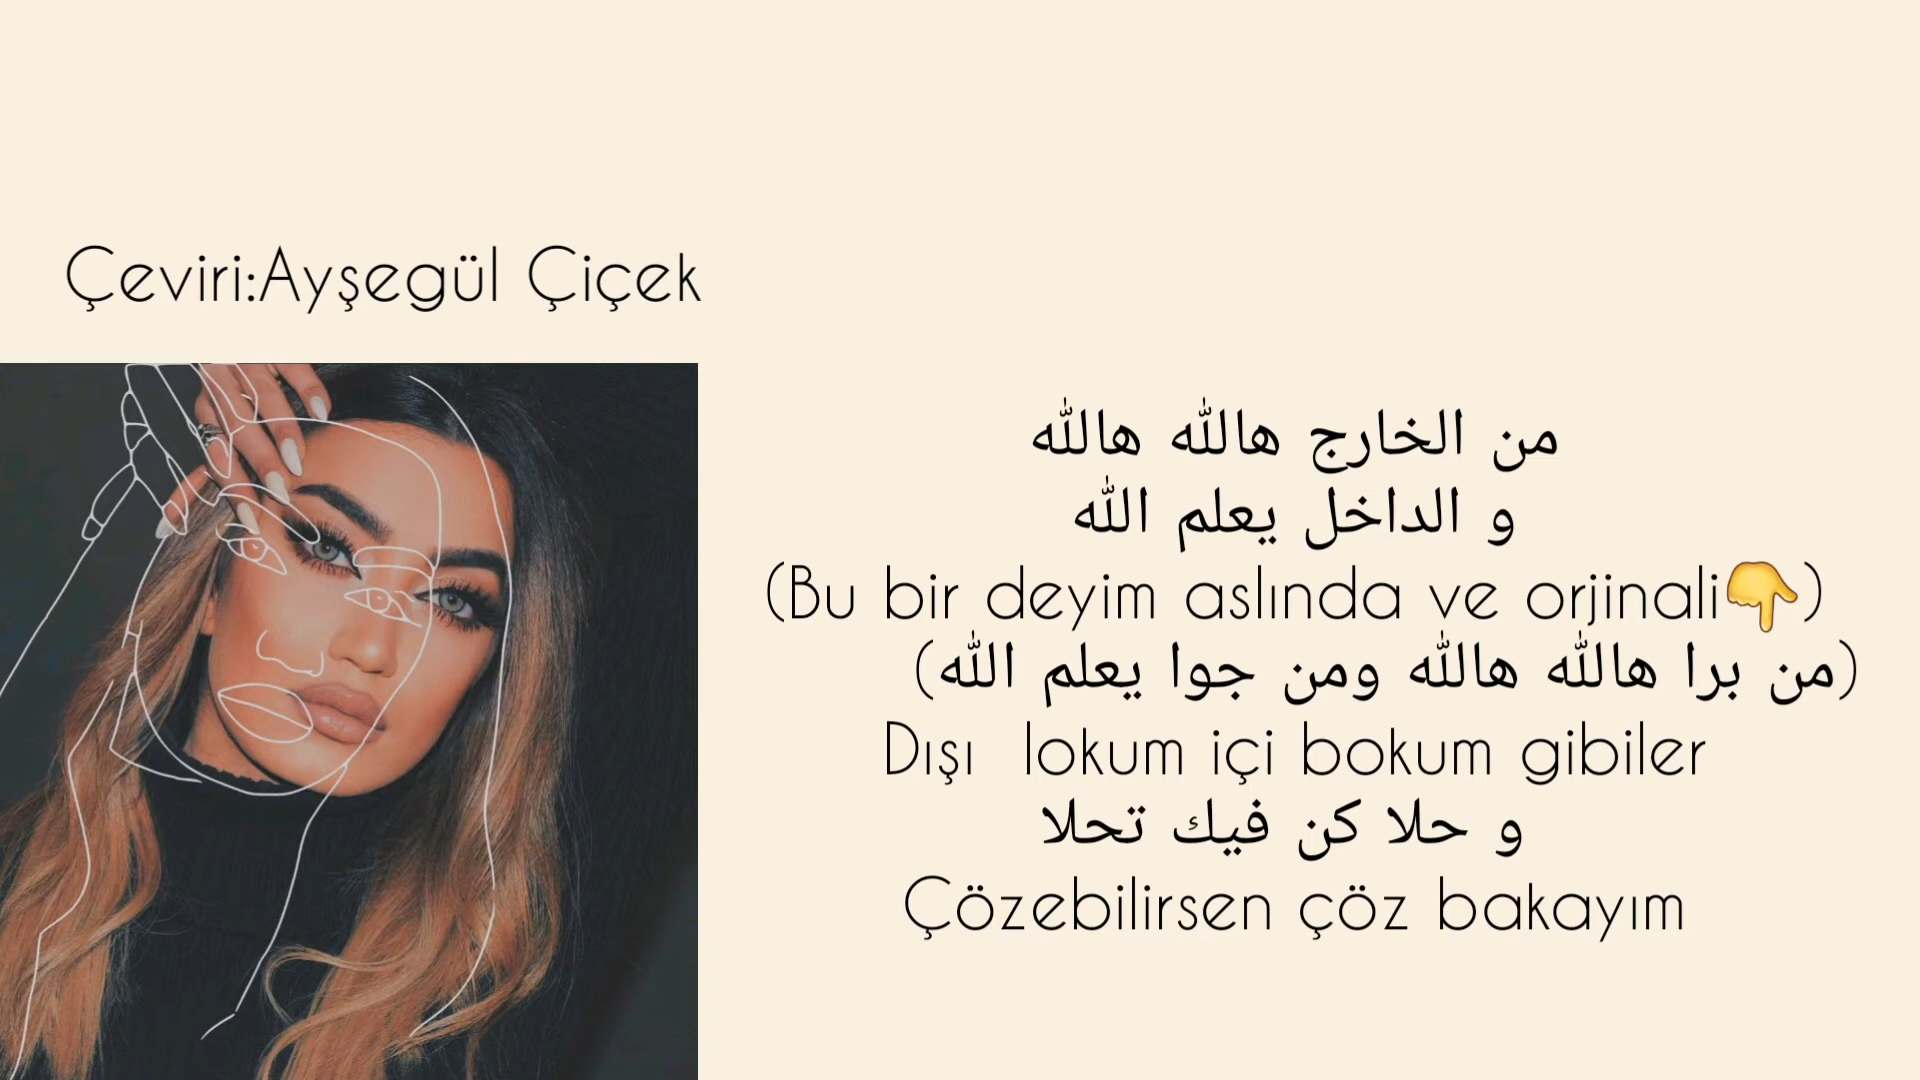 Çeviri:Ayşegül Çiçek
من الخارج هالله هالله
و الداخل يعلم الله
(Bu bir deyim aslında ve orjinali👇)
(من برا هالله هالله ومن جوا يعلم الله)
Dışı lokum içi bokum gibiler
و حلا كن فيك تحلا
Çözebilirsen çöz bakayım